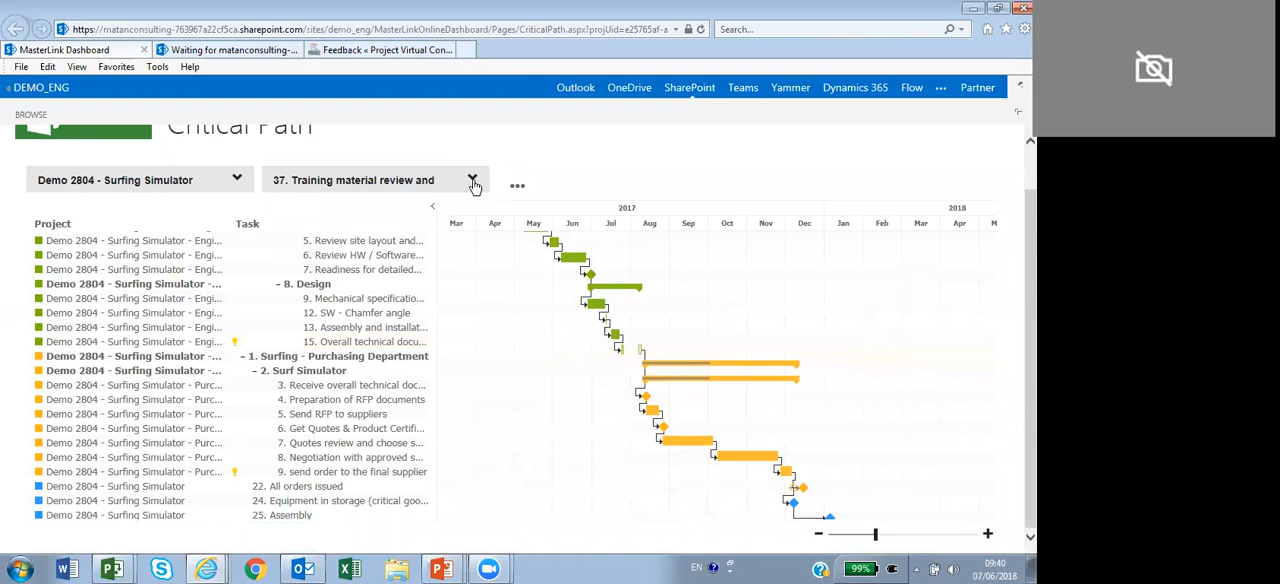 https://matanconsulting-763967a22cf5ca.sharepoint.com/sites/demo_eng/MasterLinkOnlineDashboard/Pages/CriticalPath.aspx?projUid=e25765af-a
Search...
MasterLink Dashboard
Waiting for matanconsulting-...
Feedback « Project Virtual Con...
File Edit View Favorites Tools Help
DEMO_ENG
Outlook OneDrive SharePoint Teams Yammer Dynamics 365 Flow ... Partner
BROWSE
Critical Path
Demo 2804 - Surfing Simulator
37. Training material review and
2017 2018
Project Task Mar Apr May Jun Jul Aug Sep Oct Nov Dec Jan Feb Mar Apr M
Demo 2804 - Surfing Simulator - Engi... 5. Review site layout and...
Demo 2804 - Surfing Simulator - Engi... 6. Review HW / Software...
Demo 2804 - Surfing Simulator - Engi... 7. Readiness for detailed...
Demo 2804 - Surfing Simulator -... – 8. Design
Demo 2804 - Surfing Simulator - Engi... 9. Mechanical specificatio...
Demo 2804 - Surfing Simulator - Engi... 12. SW - Chamfer angle
Demo 2804 - Surfing Simulator - Engi... 13. Assembly and installat...
Demo 2804 - Surfing Simulator - Engi... 15. Overall technical docu...
Demo 2804 - Surfing Simulator -... – 1. Surfing - Purchasing Department
Demo 2804 - Surfing Simulator -... – 2. Surf Simulator
Demo 2804 - Surfing Simulator - Purc... 3. Receive overall technical doc...
Demo 2804 - Surfing Simulator - Purc... 4. Preparation of RFP documents
Demo 2804 - Surfing Simulator - Purc... 5. Send RFP to suppliers
Demo 2804 - Surfing Simulator - Purc... 6. Get Quotes & Product Certifi...
Demo 2804 - Surfing Simulator - Purc... 7. Quotes review and choose s...
Demo 2804 - Surfing Simulator - Purc... 8. Negotiation with approved s...
Demo 2804 - Surfing Simulator - Purc... 9. send order to the final supplier
Demo 2804 - Surfing Simulator 22. All orders issued
Demo 2804 - Surfing Simulator 24. Equipment in storage (critical goo...
Demo 2804 - Surfing Simulator 25. Assembly
EN
99%
09:40
07/06/2018